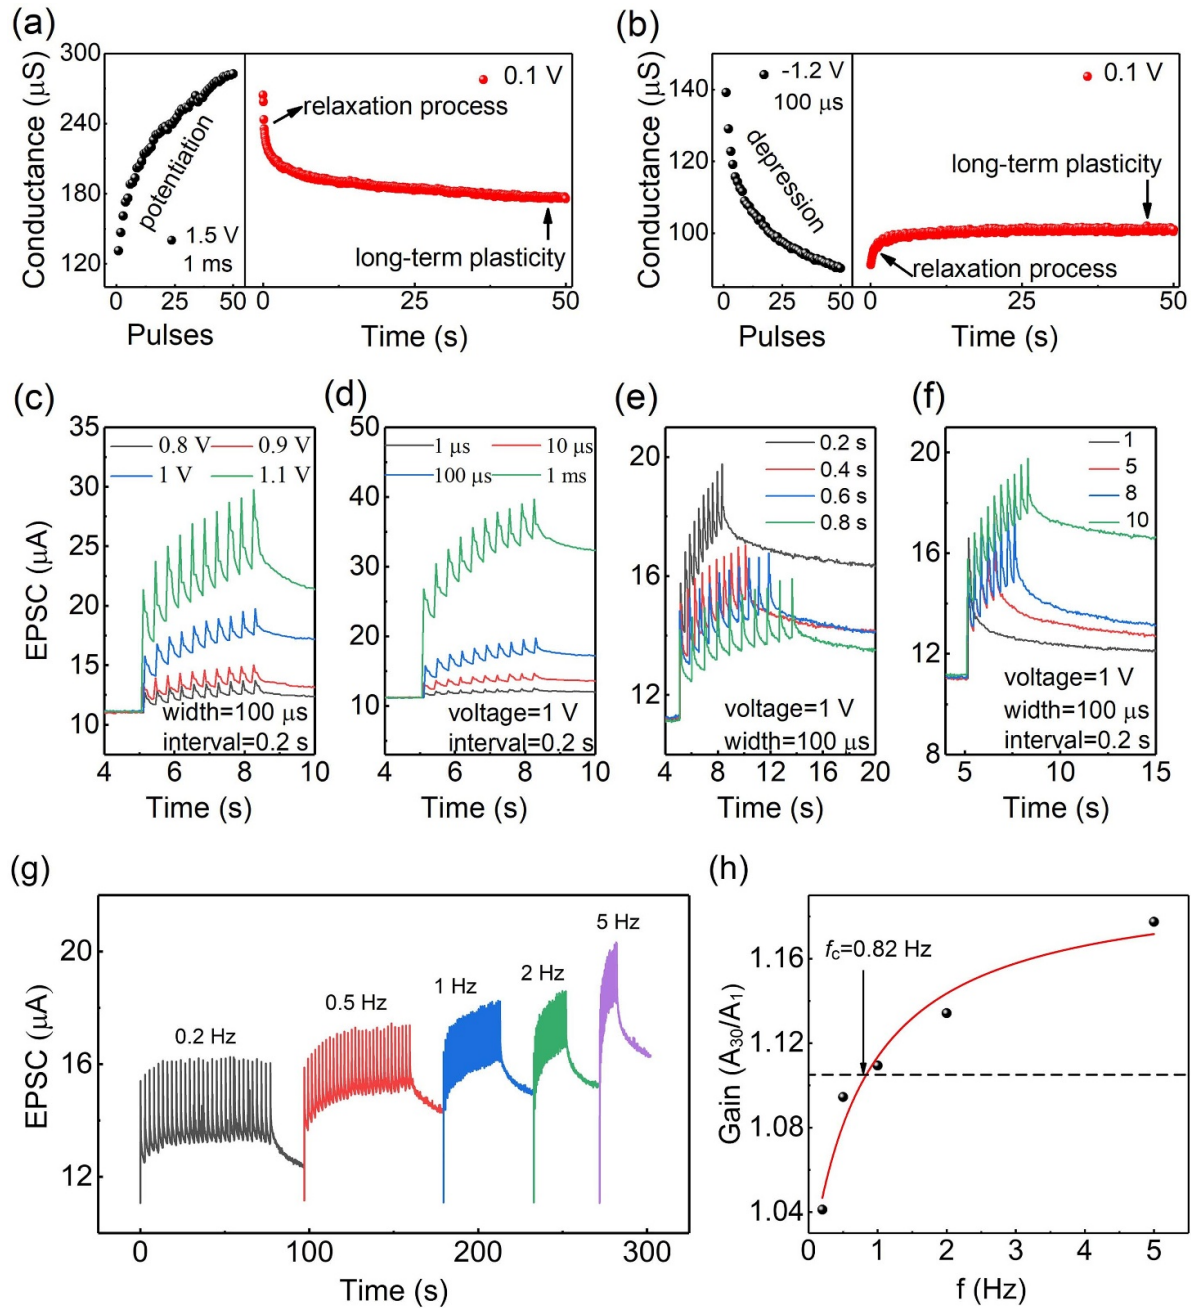 (a)
300
240
180
120
Conductance (μS)
potentiation
1.5 V
1 ms
0 25 50
Pulses
0.1 V
relaxation process
long-term plasticity
0 25 50
Time (s)
(b)
140
120
100
Conductance (μS)
-1.2 V
100 μs
depression
0 25 50
Pulses
0.1 V
long-term plasticity
relaxation process
0 25 50
Time (s)
(c)
35
30
25
20
15
10
EPSC (μA)
0.8 V 0.9 V
1 V 1.1 V
width=100 μs
interval=0.2 s
4 6 8 10
Time (s)
(d)
50
40
30
20
10
1 μs 10 μs
100 μs 1 ms
voltage=1 V
interval=0.2 s
4 6 8 10
Time (s)
(e)
20
16
12
0.2 s
0.4 s
0.6 s
0.8 s
voltage=1 V
width=100 μs
4 6 8 10 12 14 16 20
Time (s)
(f)
20
16
12
8
1
5
8
10
voltage=1 V
width=100 μs
interval=0.2 s
5 10 15
Time (s)
(g)
20
16
12
EPSC (μA)
0.2 Hz
0.5 Hz
1 Hz
2 Hz
5 Hz
0 100 200 300
Time (s)
(h)
1.16
1.12
1.08
1.04
Gain (A30/A1)
fc=0.82 Hz
0 1 2 3 4 5
f (Hz)